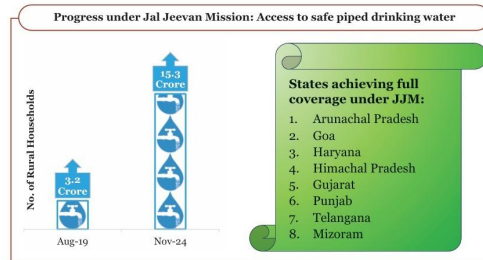 Progress under Jal Jeevan Mission: Access to safe piped drinking water
No. of Rural Households
3.2
Crore
Aug-19
15.3
Crore
Nov-24
States achieving full
coverage under JJM:
1. Arunachal Pradesh
2. Goa
3. Haryana
4. Himachal Pradesh
5. Gujarat
6. Punjab
7. Telangana
8. Mizoram